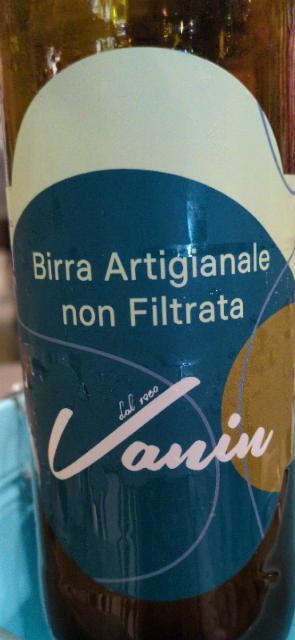 Birra Artigianale
non Filtrata
dal 1960
Vanin